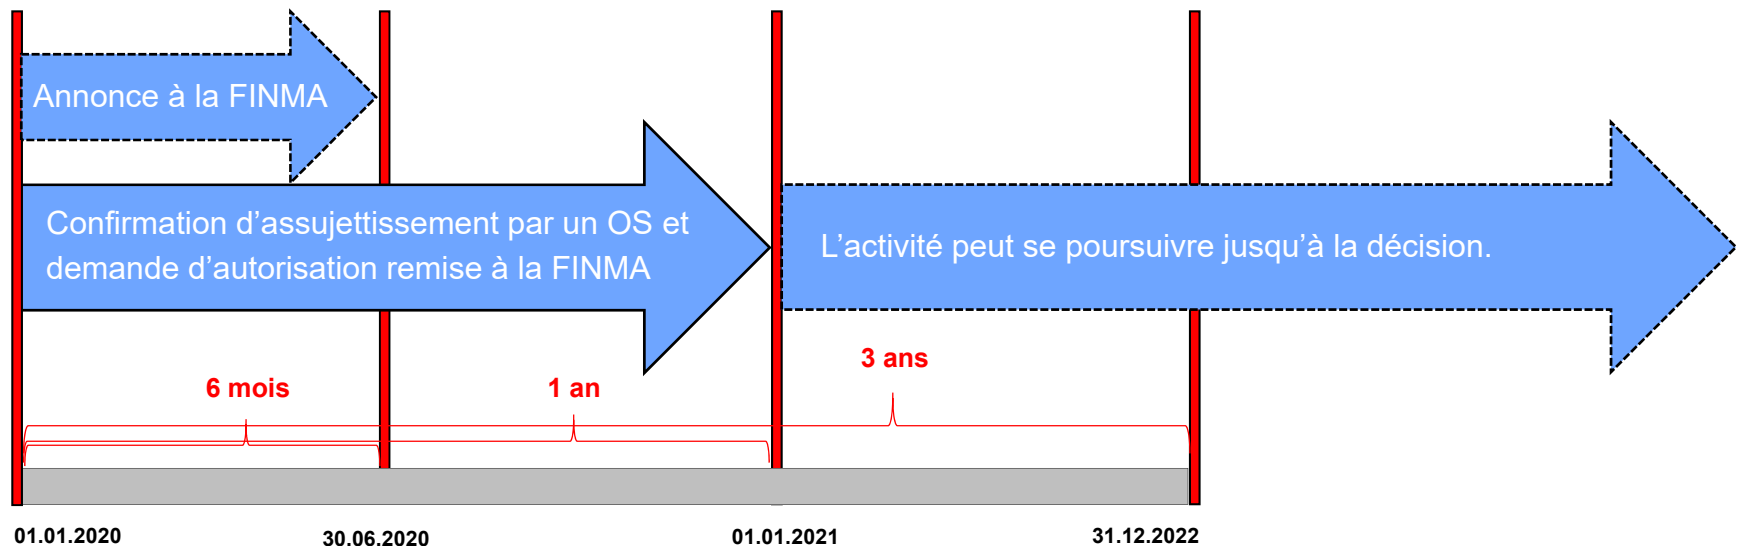 Annonce à la FINMA
Confirmation d’assujettissement par un OS et
demande d’autorisation remise à la FINMA
L’activité peut se poursuivre jusqu’à la décision.
6 mois
1 an
3 ans
01.01.2020
30.06.2020
01.01.2021
31.12.2022